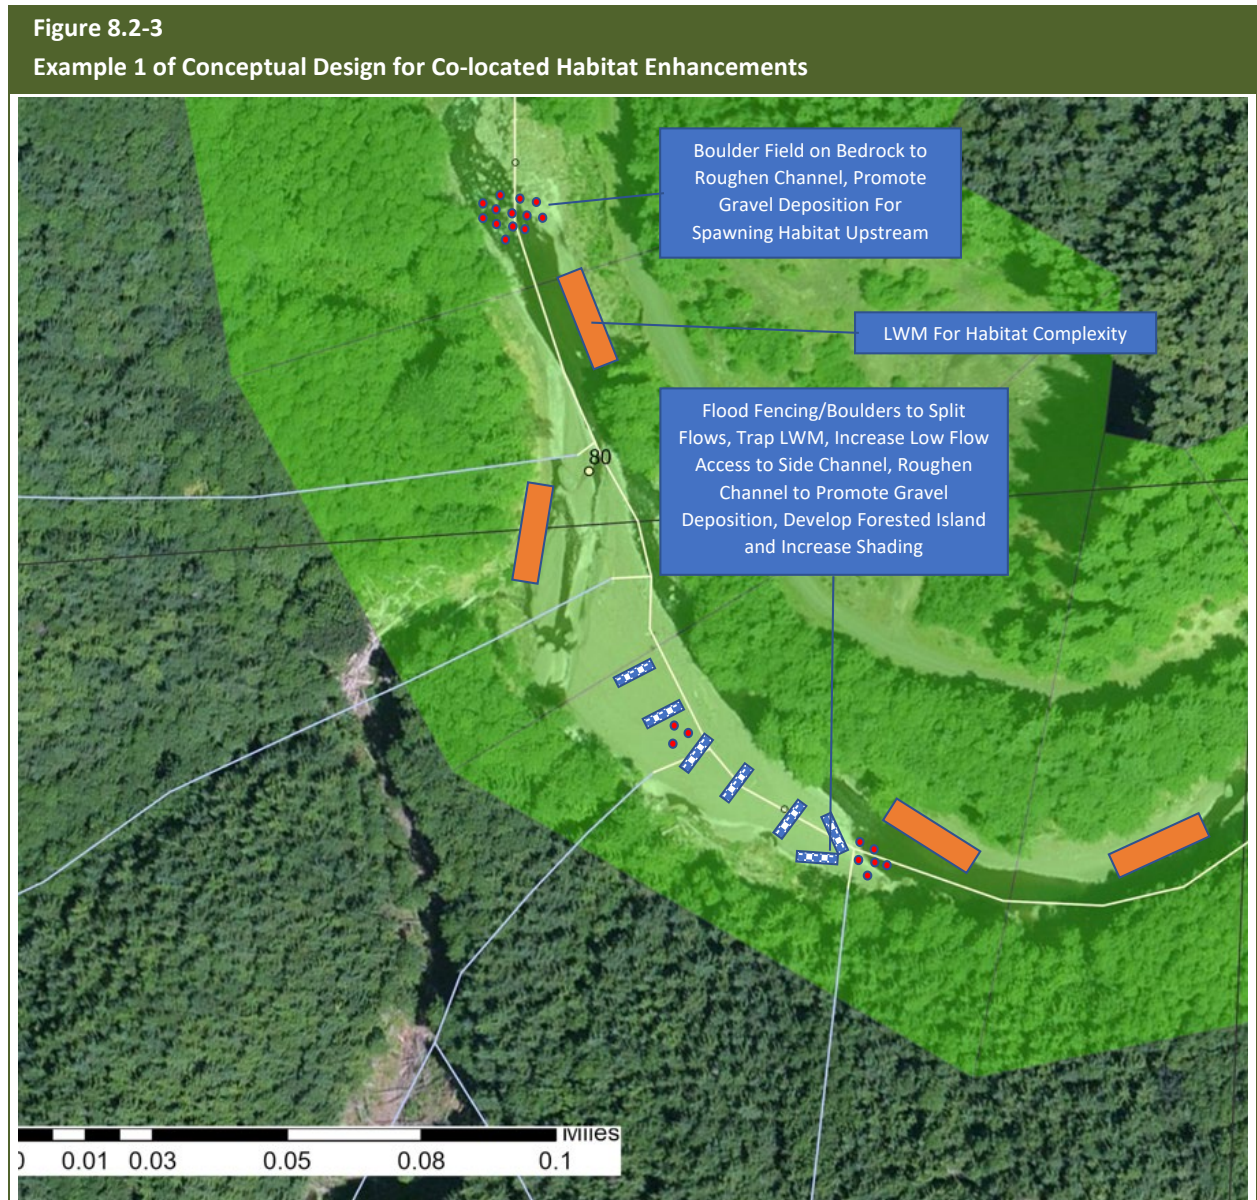 Figure 8.2-3
Example 1 of Conceptual Design for Co-located Habitat Enhancements
Boulder Field on Bedrock to
Roughen Channel, Promote
Gravel Deposition For
Spawning Habitat Upstream
LWM For Habitat Complexity
Flood Fencing/Boulders to Split
Flows, Trap LWM, Increase Low Flow
Access to Side Channel, Roughen
Channel to Promote Gravel
Deposition, Develop Forested Island
and Increase Shading
80
Miles
0 0.01 0.03 0.05 0.08 0.1